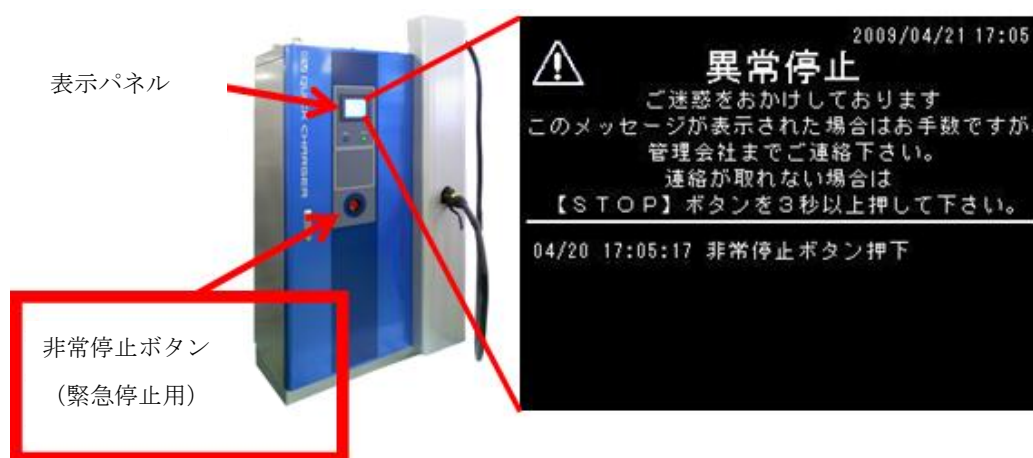 表示パネル
非常停止ボタン
(緊急停止用)
QUICK CHARGER
2009/04/21 17:05
異常停止
ご迷惑をおかけしております
このメッセージが表示された場合はお手数ですが
管理会社までご連絡下さい。
連絡が取れない場合は
【STOP】ボタンを3秒以上押して下さい。
04/20 17:05:17 非常停止ボタン押下